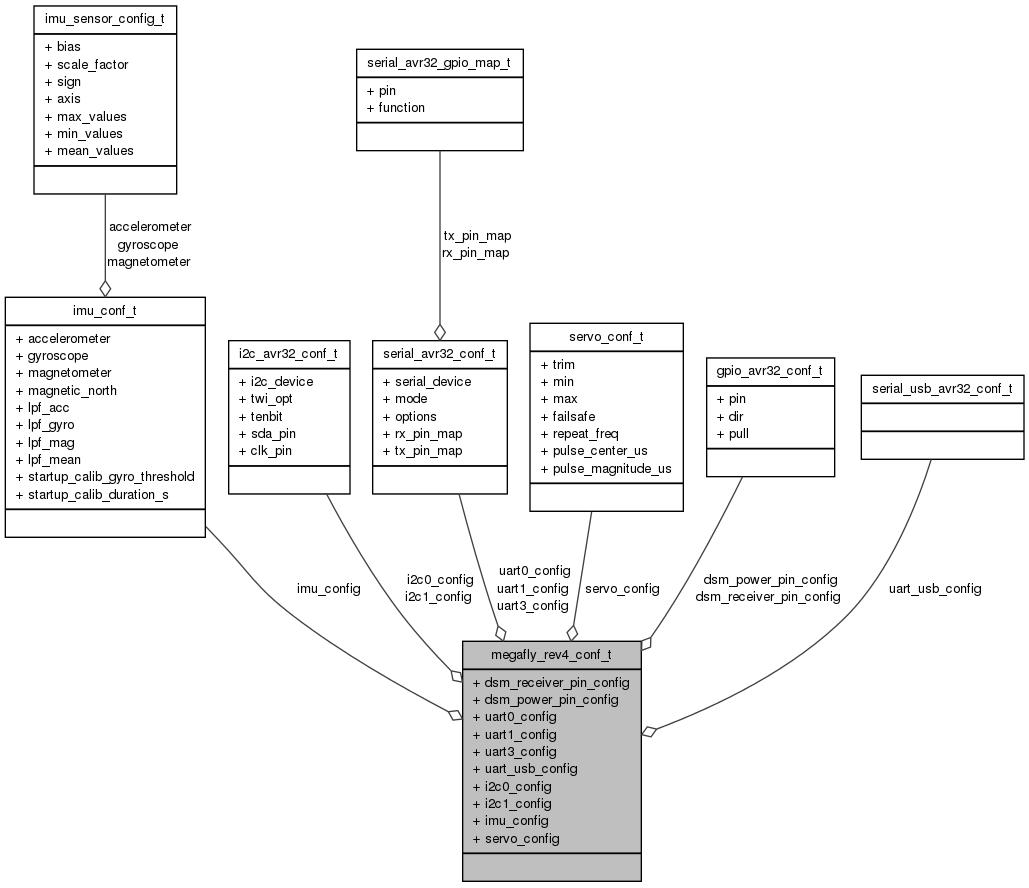 imu_sensor_config_t
+ bias
+ scale_factor
+ sign
+ axis
+ max_values
+ min_values
+ mean_values
serial_avr32_gpio_map_t
+ pin
+ function
accelerometer
gyroscope
magnetometer
tx_pin_map
rx_pin_map
imu_conf_t
+ accelerometer
+ gyroscope
+ magnetometer
+ magnetic_north
+ lpf_acc
+ lpf_gyro
+ lpf_mag
+ lpf_mean
+ startup_calib_gyro_threshold
+ startup_calib_duration_s
i2c_avr32_conf_t
+ i2c_device
+ twi_opt
+ tenbit
+ sda_pin
+ clk_pin
serial_avr32_conf_t
+ serial_device
+ mode
+ options
+ rx_pin_map
+ tx_pin_map
servo_conf_t
+ trim
+ min
+ max
+ failsafe
+ repeat_freq
+ pulse_center_us
+ pulse_magnitude_us
gpio_avr32_conf_t
+ pin
+ dir
+ pull
serial_usb_avr32_conf_t
imu_config
i2c0_config
i2c1_config
uart0_config
uart1_config
uart3_config
servo_config
dsm_power_pin_config
dsm_receiver_pin_config
uart_usb_config
megafly_rev4_conf_t
+ dsm_receiver_pin_config
+ dsm_power_pin_config
+ uart0_config
+ uart1_config
+ uart3_config
+ uart_usb_config
+ i2c0_config
+ i2c1_config
+ imu_config
+ servo_config